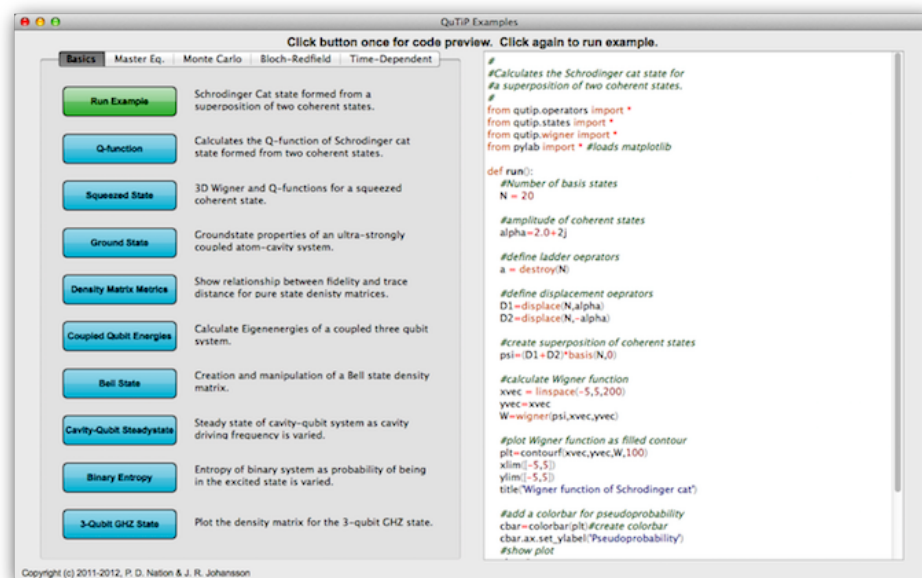 QuTiP Examples
Click button once for code preview. Click again to run example.
Basics Master Eq. Monte Carlo Bloch-Redfield Time-Dependent
Run Example
Schrodinger Cat state formed from a
superposition of two coherent states.
Q-function
Calculates the Q-function of Schrodinger cat
state formed from two coherent states.
Squeezed State
3D Wigner and Q-functions for a squeezed
coherent state.
Ground State
Groundstate properties of an ultra-strongly
coupled atom-cavity system.
Density Matrix Metrics
Show relationship between fidelity and trace
distance for pure state denisty matrices.
Coupled Qubit Energies
Calculate Eigenenergies of a coupled three qubit
system.
Bell State
Creation and manipulation of a Bell state density
matrix.
Cavity-Qubit Steadystate
Steady state of cavity-qubit system as cavity
driving frequency is varied.
Binary Entropy
Entropy of binary system as probability of being
in the excited state is varied.
3-Qubit GHZ State
Plot the density matrix for the 3-qubit GHZ state.
#
#Calculates the Schrodinger cat state for
#a superposition of two coherent states.
#
from qutip.operators import *
from qutip.states import *
from qutip.wigner import *
from pylab import * #loads matplotlib
def run():
#Number of basis states
N = 20
#amplitude of coherent states
alpha=2.0+2j
#define ladder oeprators
a = destroy(N)
#define displacement oeprators
D1=displace(N,alpha)
D2=displace(N,-alpha)
#create superposition of coherent states
psi=(D1+D2)*basis(N,0)
#calculate Wigner function
xvec = linspace(-5,5,200)
yvec=xvec
W=wigner(psi,xvec,yvec)
#plot Wigner function as filled contour
plt=contourf(xvec,yvec,W,100)
xlim([-5,5])
ylim([-5,5])
title("Wigner function of Schrodinger cat")
#add a colorbar for pseudoprobability
cbar=colorbar(plt)#create colorbar
cbar.ax.set_ylabel("Pseudoprobability")
#show plot
Copyright (c) 2011-2012, P. D. Nation & J. R. Johansson